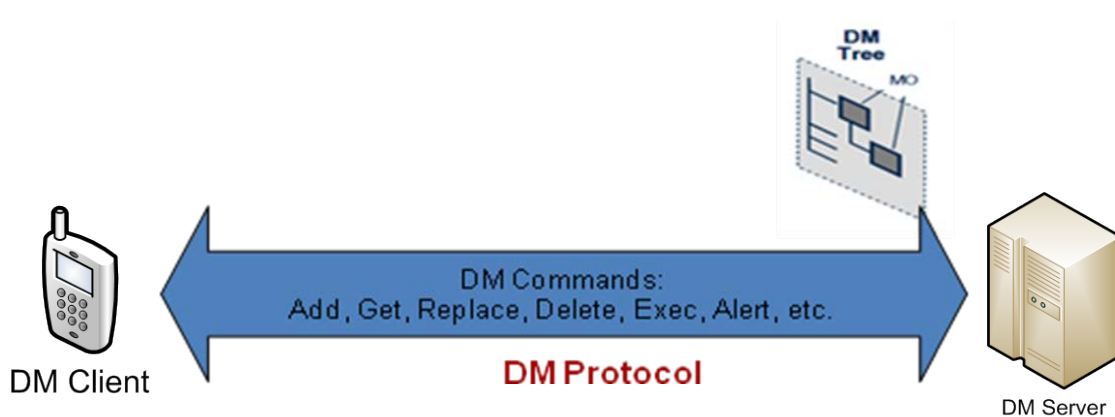 DM
Tree
MO
DM Commands:
Add, Get, Replace, Delete, Exec, Alert, etc.
DM Protocol
DM Client
DM Server